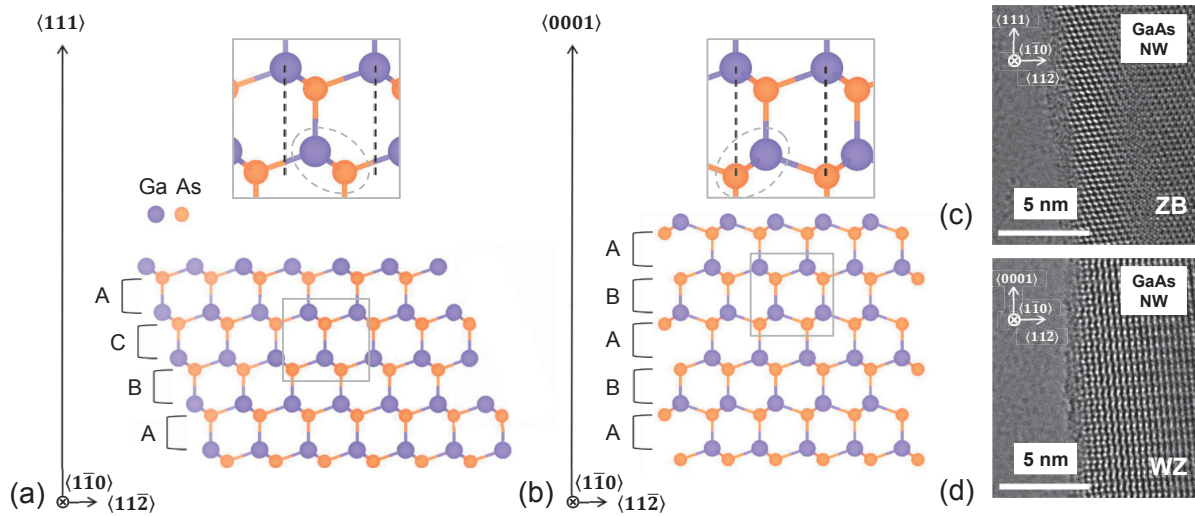 ⟨111⟩
Ga As
A
C
B
A
(a)
⟨11̅0⟩
⟨112̅⟩
⟨0001⟩
A
B
A
B
A
(b)
⟨11̅0⟩
⟨112̅⟩
(c)
⟨111⟩
⟨11̅0⟩
⟨112̅⟩
GaAs
NW
5 nm
ZB
(d)
⟨0001⟩
⟨11̅0⟩
⟨112̅⟩
GaAs
NW
5 nm
WZ